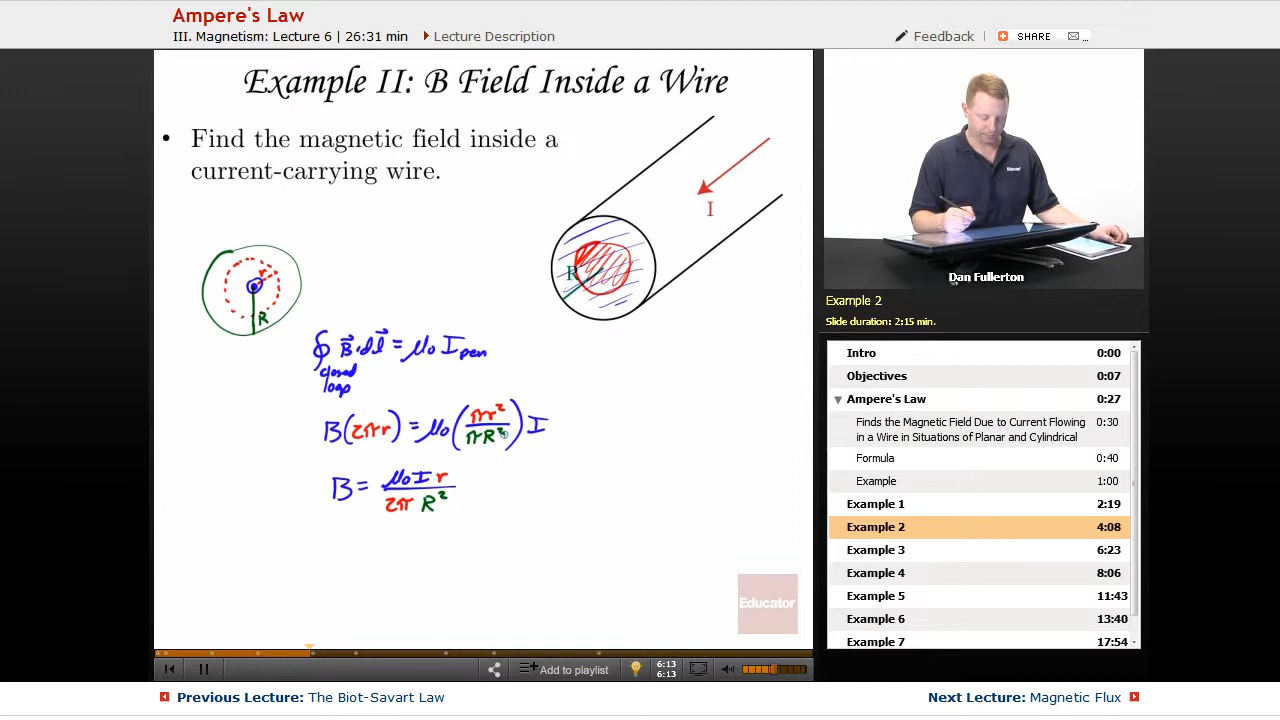 Ampere's Law
III. Magnetism: Lecture 6 | 26:31 min
Lecture Description
Feedback
SHARE
Example II: B Field Inside a Wire
• Find the magnetic field inside a
current-carrying wire.
I
R
r
R
∮ B⃗·dl⃗ = μ₀ I pen
closed
loop
B(2πr) = μ₀(πr²/πR²) I
B = μ₀Ir/2πR²
Educator
Dan Fullerton
Example 2
Slide duration: 2:15 min.
Intro 0:00
Objectives 0:07
Ampere's Law 0:27
Finds the Magnetic Field Due to Current Flowing 0:30
in a Wire in Situations of Planar and Cylindrical
Formula 0:40
Example 1:00
Example 1 2:19
Example 2 4:08
Example 3 6:23
Example 4 8:06
Example 5 11:43
Example 6 13:40
Example 7 17:54
Add to playlist
6:13
6:13
Previous Lecture: The Biot-Savart Law
Next Lecture: Magnetic Flux